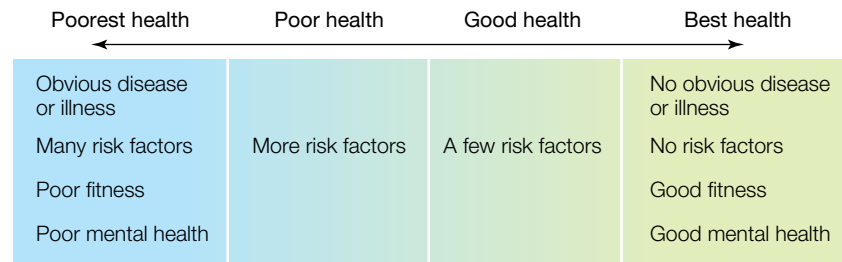 Poorest health
Poor health
Good health
Best health
Obvious disease
or illness
Many risk factors
Poor fitness
Poor mental health
More risk factors
A few risk factors
No obvious disease
or illness
No risk factors
Good fitness
Good mental health